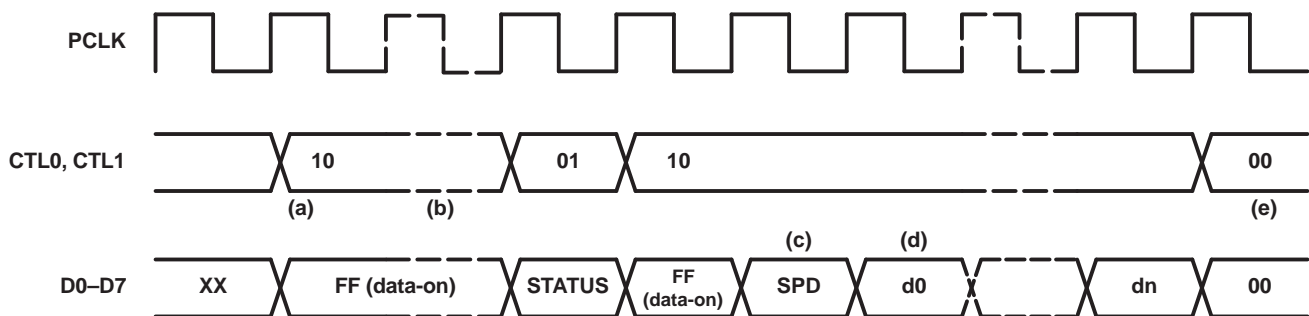 PCLK
CTL0, CTL1
10
01
10
00
(a)
(b)
(e)
(c)
(d)
D0–D7
XX
FF (data-on)
STATUS
FF
(data-on)
SPD
d0
dn
00